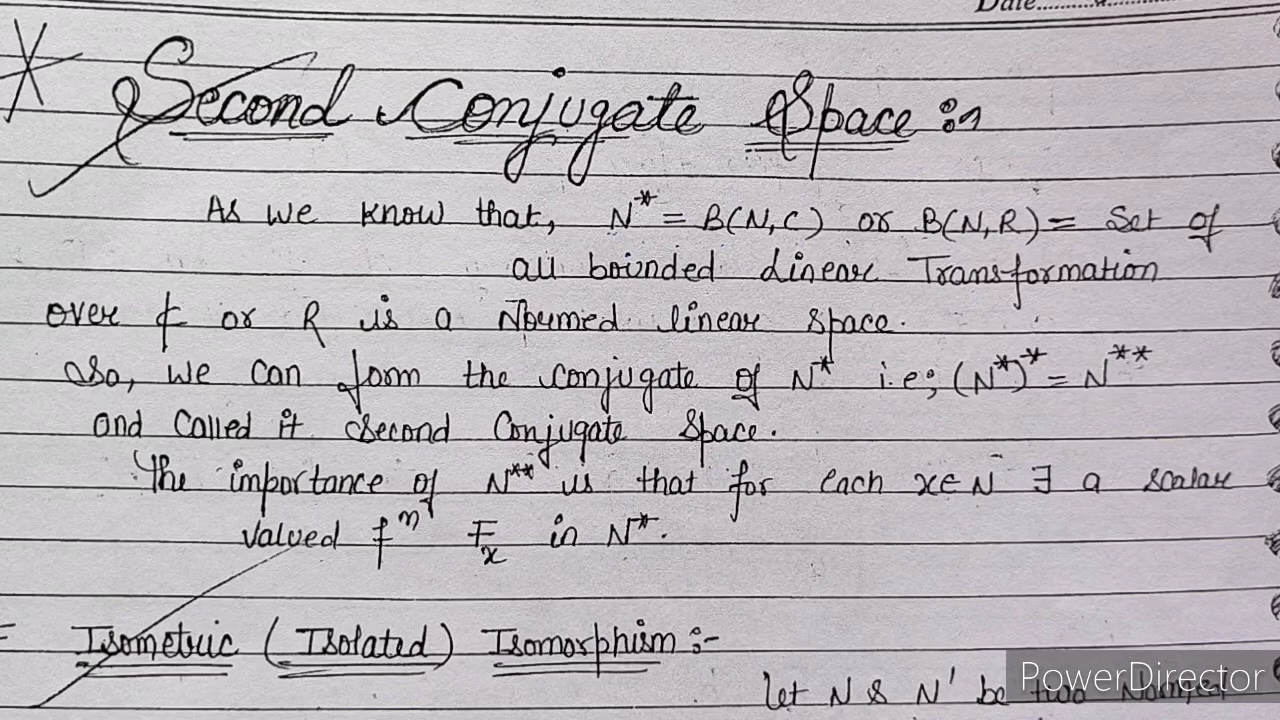 Date
* Second Conjugate Space :-
As we know that, N* = B(N,C) or B(N,R) = Set of
all bounded Linear Transformation
over ₵ or R is a Normed linear space.
So, we can form the conjugate of N* i.e; (N*)* = N**
and called it Second Conjugate Space.
The importance of N** is that for each x∈N ∃ a scalar
valued fⁿ Fₓ in N*.
Isometric (Isolated) Isomorphism :-
let N & N' be two Normed
PowerDirector